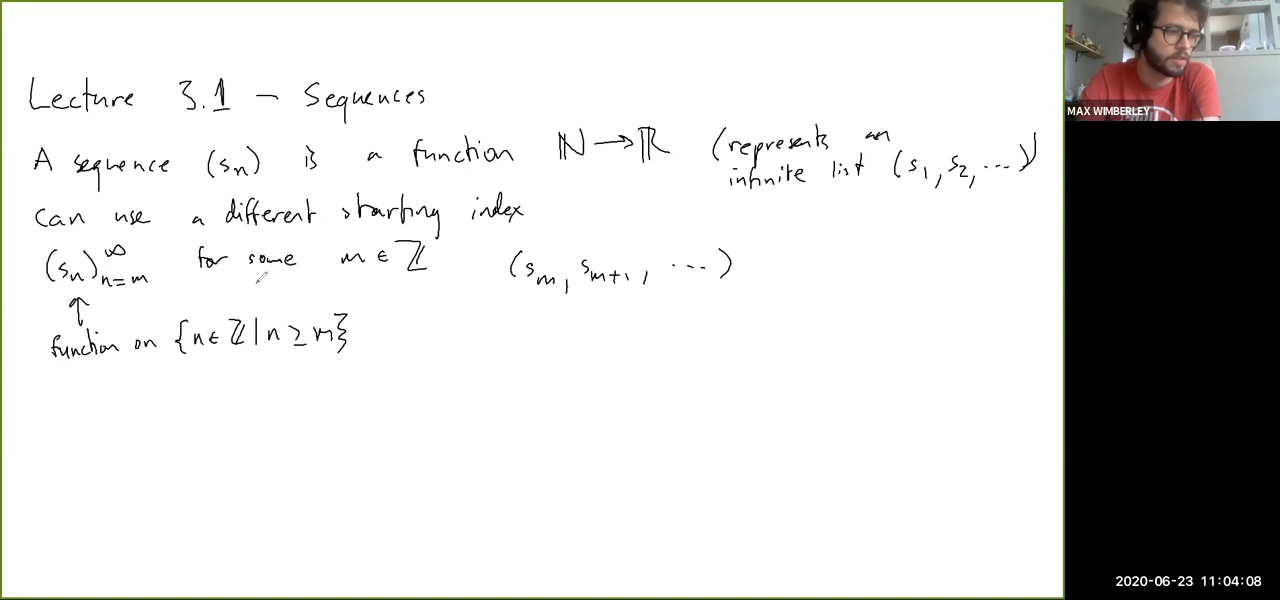 Lecture 3.1 – Sequences
A sequence (sₙ) is a function ℕ → ℝ (represents an
infinite list (s₁, s₂, ...))
can use a different starting index
(sₙ)ₙ₌ₘ^∞ for some m ∈ ℤ (sₘ, sₘ₊₁, ...)
↑
function on {n ∈ ℤ | n ≥ m}
MAX WIMBERLEY
2020-06-23 11:04:08